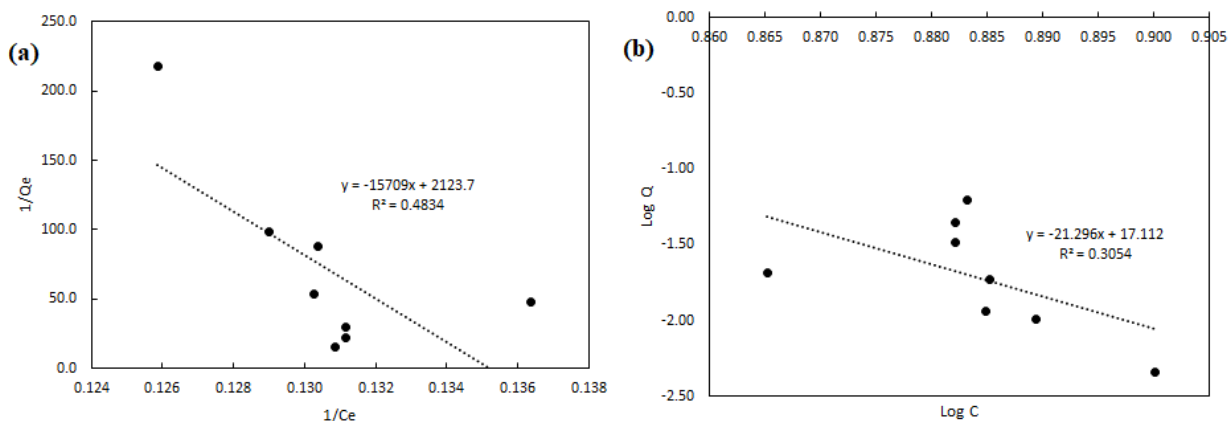 (a)
250.0
200.0
150.0
100.0
50.0
0.0
1/Qe
y = -15709x + 2123.7
R² = 0.4834
0.124 0.126 0.128 0.130 0.132 0.134 0.136 0.138
1/Ce
(b)
0.00
0.860 0.865 0.870 0.875 0.880 0.885 0.890 0.895 0.900 0.905
-0.50
-1.00
-1.50
-2.00
-2.50
Log Q
y = -21.296x + 17.112
R² = 0.3054
Log C